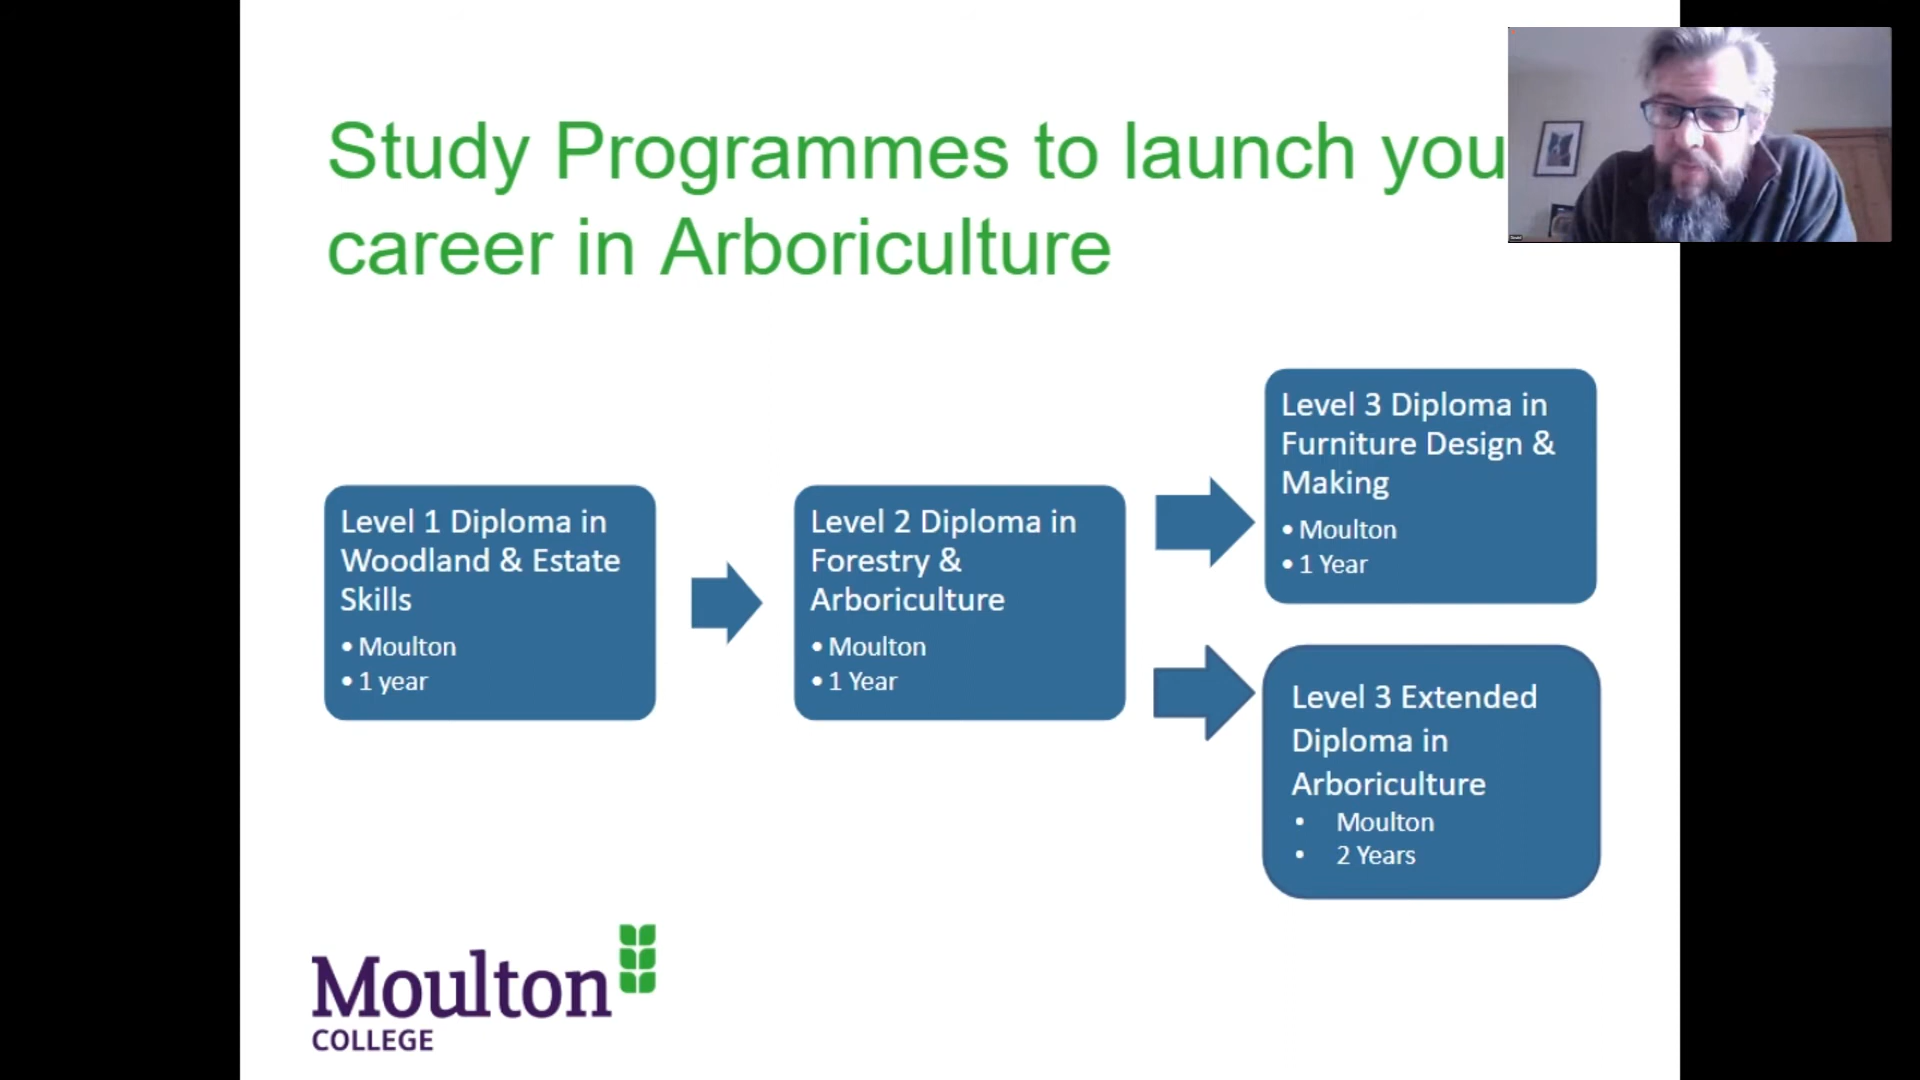 Study Programmes to launch you
career in Arboriculture
Level 1 Diploma in
Woodland & Estate
Skills
• Moulton
• 1 year
Level 2 Diploma in
Forestry &
Arboriculture
• Moulton
• 1 Year
Level 3 Diploma in
Furniture Design &
Making
• Moulton
• 1 Year
Level 3 Extended
Diploma in
Arboriculture
• Moulton
• 2 Years
Moulton
COLLEGE